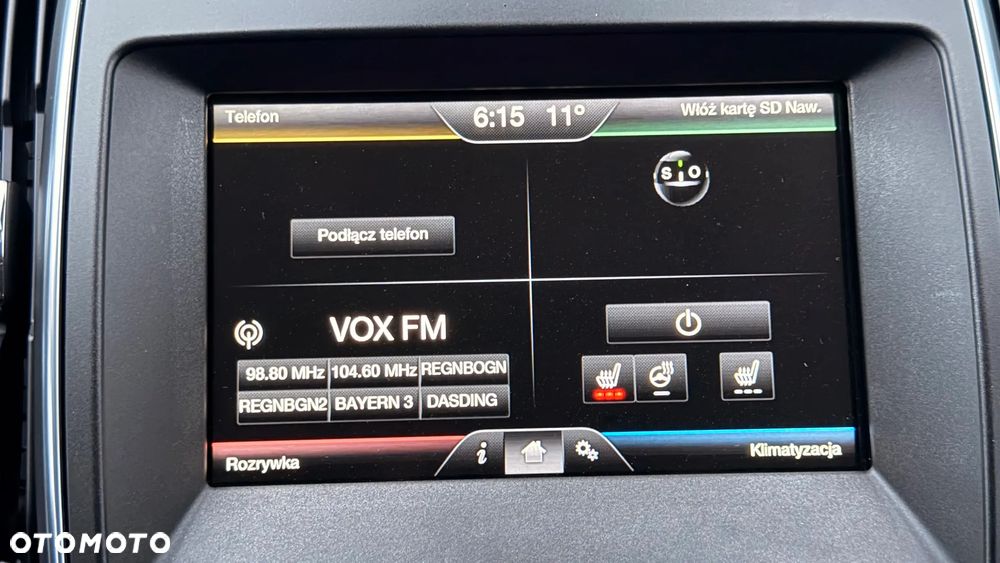 Telefon
6:15 11°
Włóż kartę SD Naw.
S O
Podłącz telefon
VOX FM
98.80 MHz 104.60 MHz REGNBOGN
REGNBGN2 BAYERN 3 DASDING
Rozrywka
i
Klimatyzacja
OTOMOTO